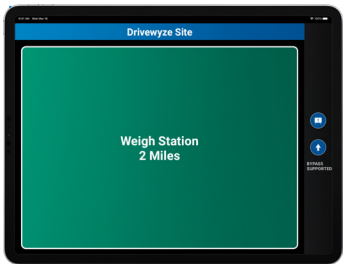 Drivewyze Site
Weigh Station
2 Miles
BYPASS
SUPPORTED